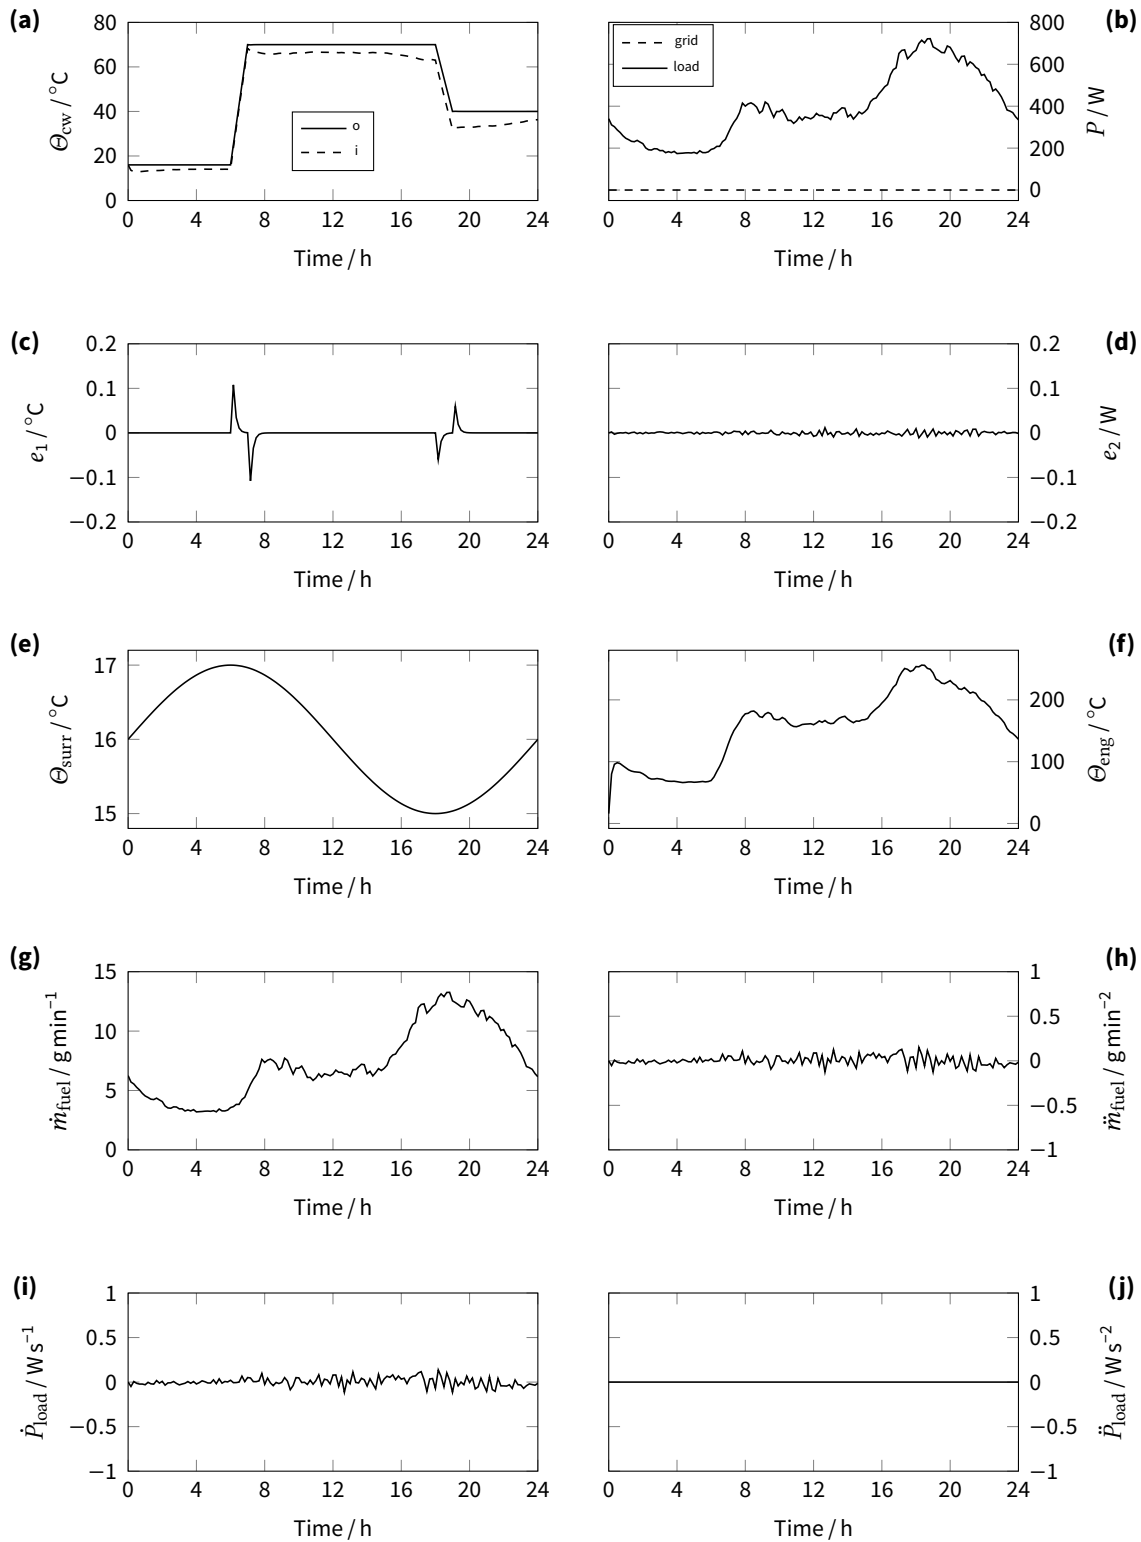 (a)
80
60
40
20
0
Θcw / °C
o
i
0 4 8 12 16 20 24
Time / h
(b)
800
600
400
200
0
P / W
grid
load
0 4 8 12 16 20 24
Time / h
(c)
0.2
0.1
0
−0.1
−0.2
e1 / °C
0 4 8 12 16 20 24
Time / h
(d)
0.2
0.1
0
−0.1
−0.2
e2 / W
0 4 8 12 16 20 24
Time / h
(e)
17
16
15
Θsurr / °C
0 4 8 12 16 20 24
Time / h
(f)
200
100
0
Θeng / °C
0 4 8 12 16 20 24
Time / h
(g)
15
10
5
0
ṁfuel / g min−1
0 4 8 12 16 20 24
Time / h
(h)
1
0.5
0
−0.5
−1
m̈fuel / g min−2
0 4 8 12 16 20 24
Time / h
(i)
1
0.5
0
−0.5
−1
Ṗload / W s−1
0 4 8 12 16 20 24
Time / h
(j)
1
0.5
0
−0.5
−1
P̈load / W s−2
0 4 8 12 16 20 24
Time / h